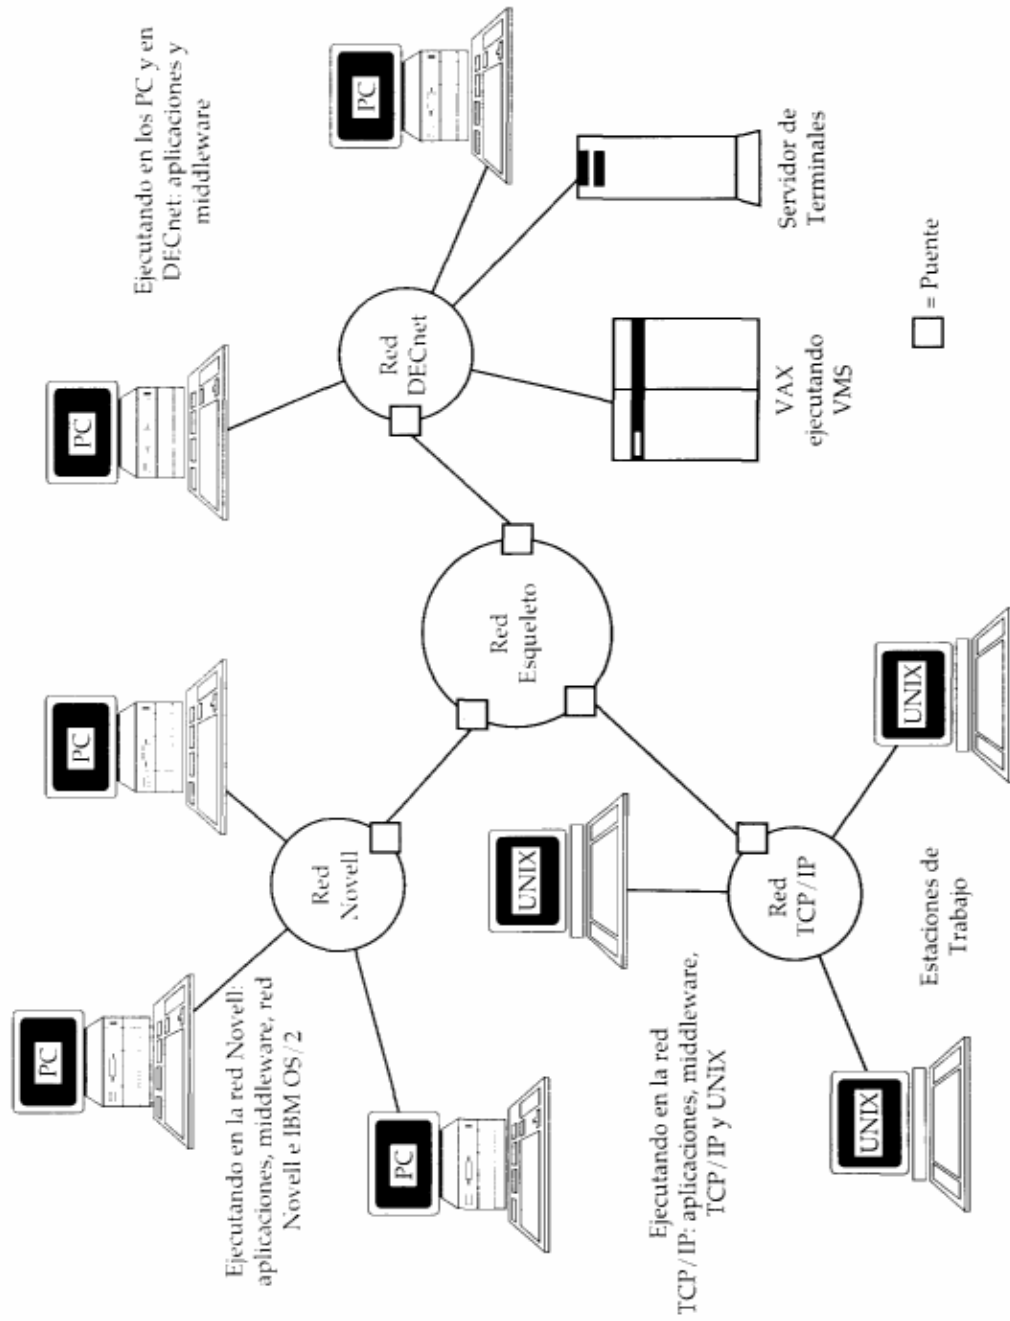 PC
PC
PC
Ejecutando en los PC y en
DECnet: aplicaciones y
middleware
Ejecutando en la red Novell:
aplicaciones, middleware, red
Novell e IBM OS/2
Red
Novell
Red
DECnet
PC
PC
Red
Esqueleto
UNIX
Ejecutando en la red
TCP/IP: aplicaciones, middleware,
TCP/IP y UNIX
Red
TCP/IP
VAX
ejecutando
VMS
Servidor de
Terminales
UNIX
UNIX
Estaciones de
Trabajo
= Puente